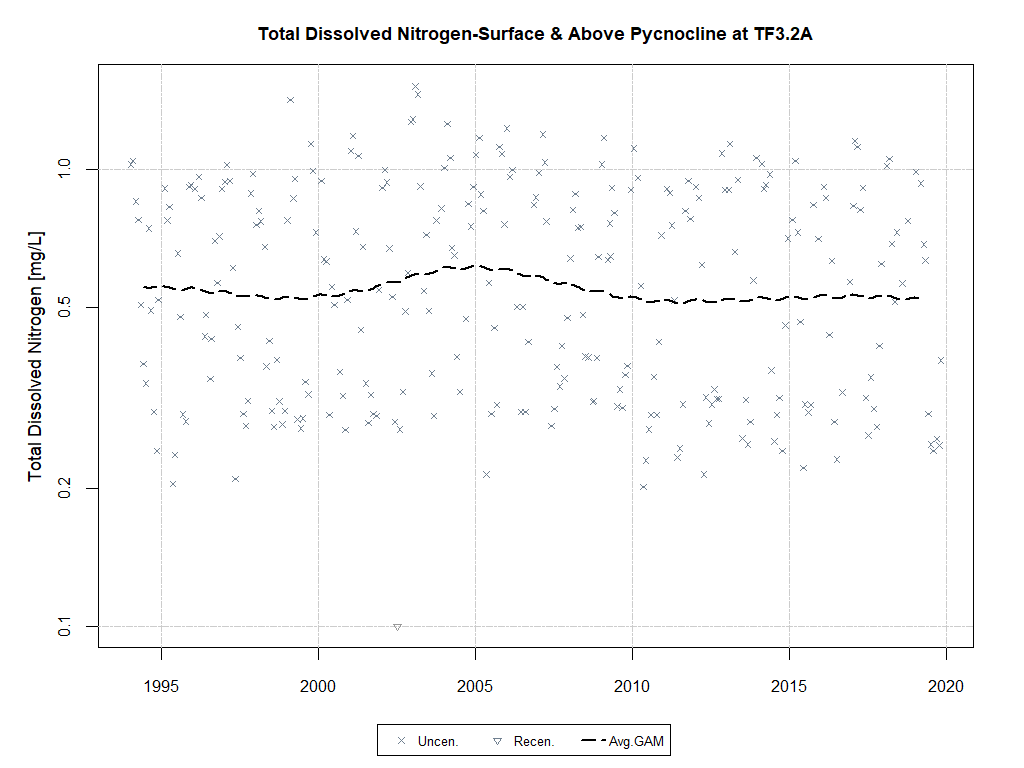 Total Dissolved Nitrogen-Surface & Above Pycnocline at TF3.2A
Total Dissolved Nitrogen [mg/L]
1.0
0.5
0.2
0.1
1995 2000 2005 2010 2015 2020
Uncen. Recen. Avg.GAM